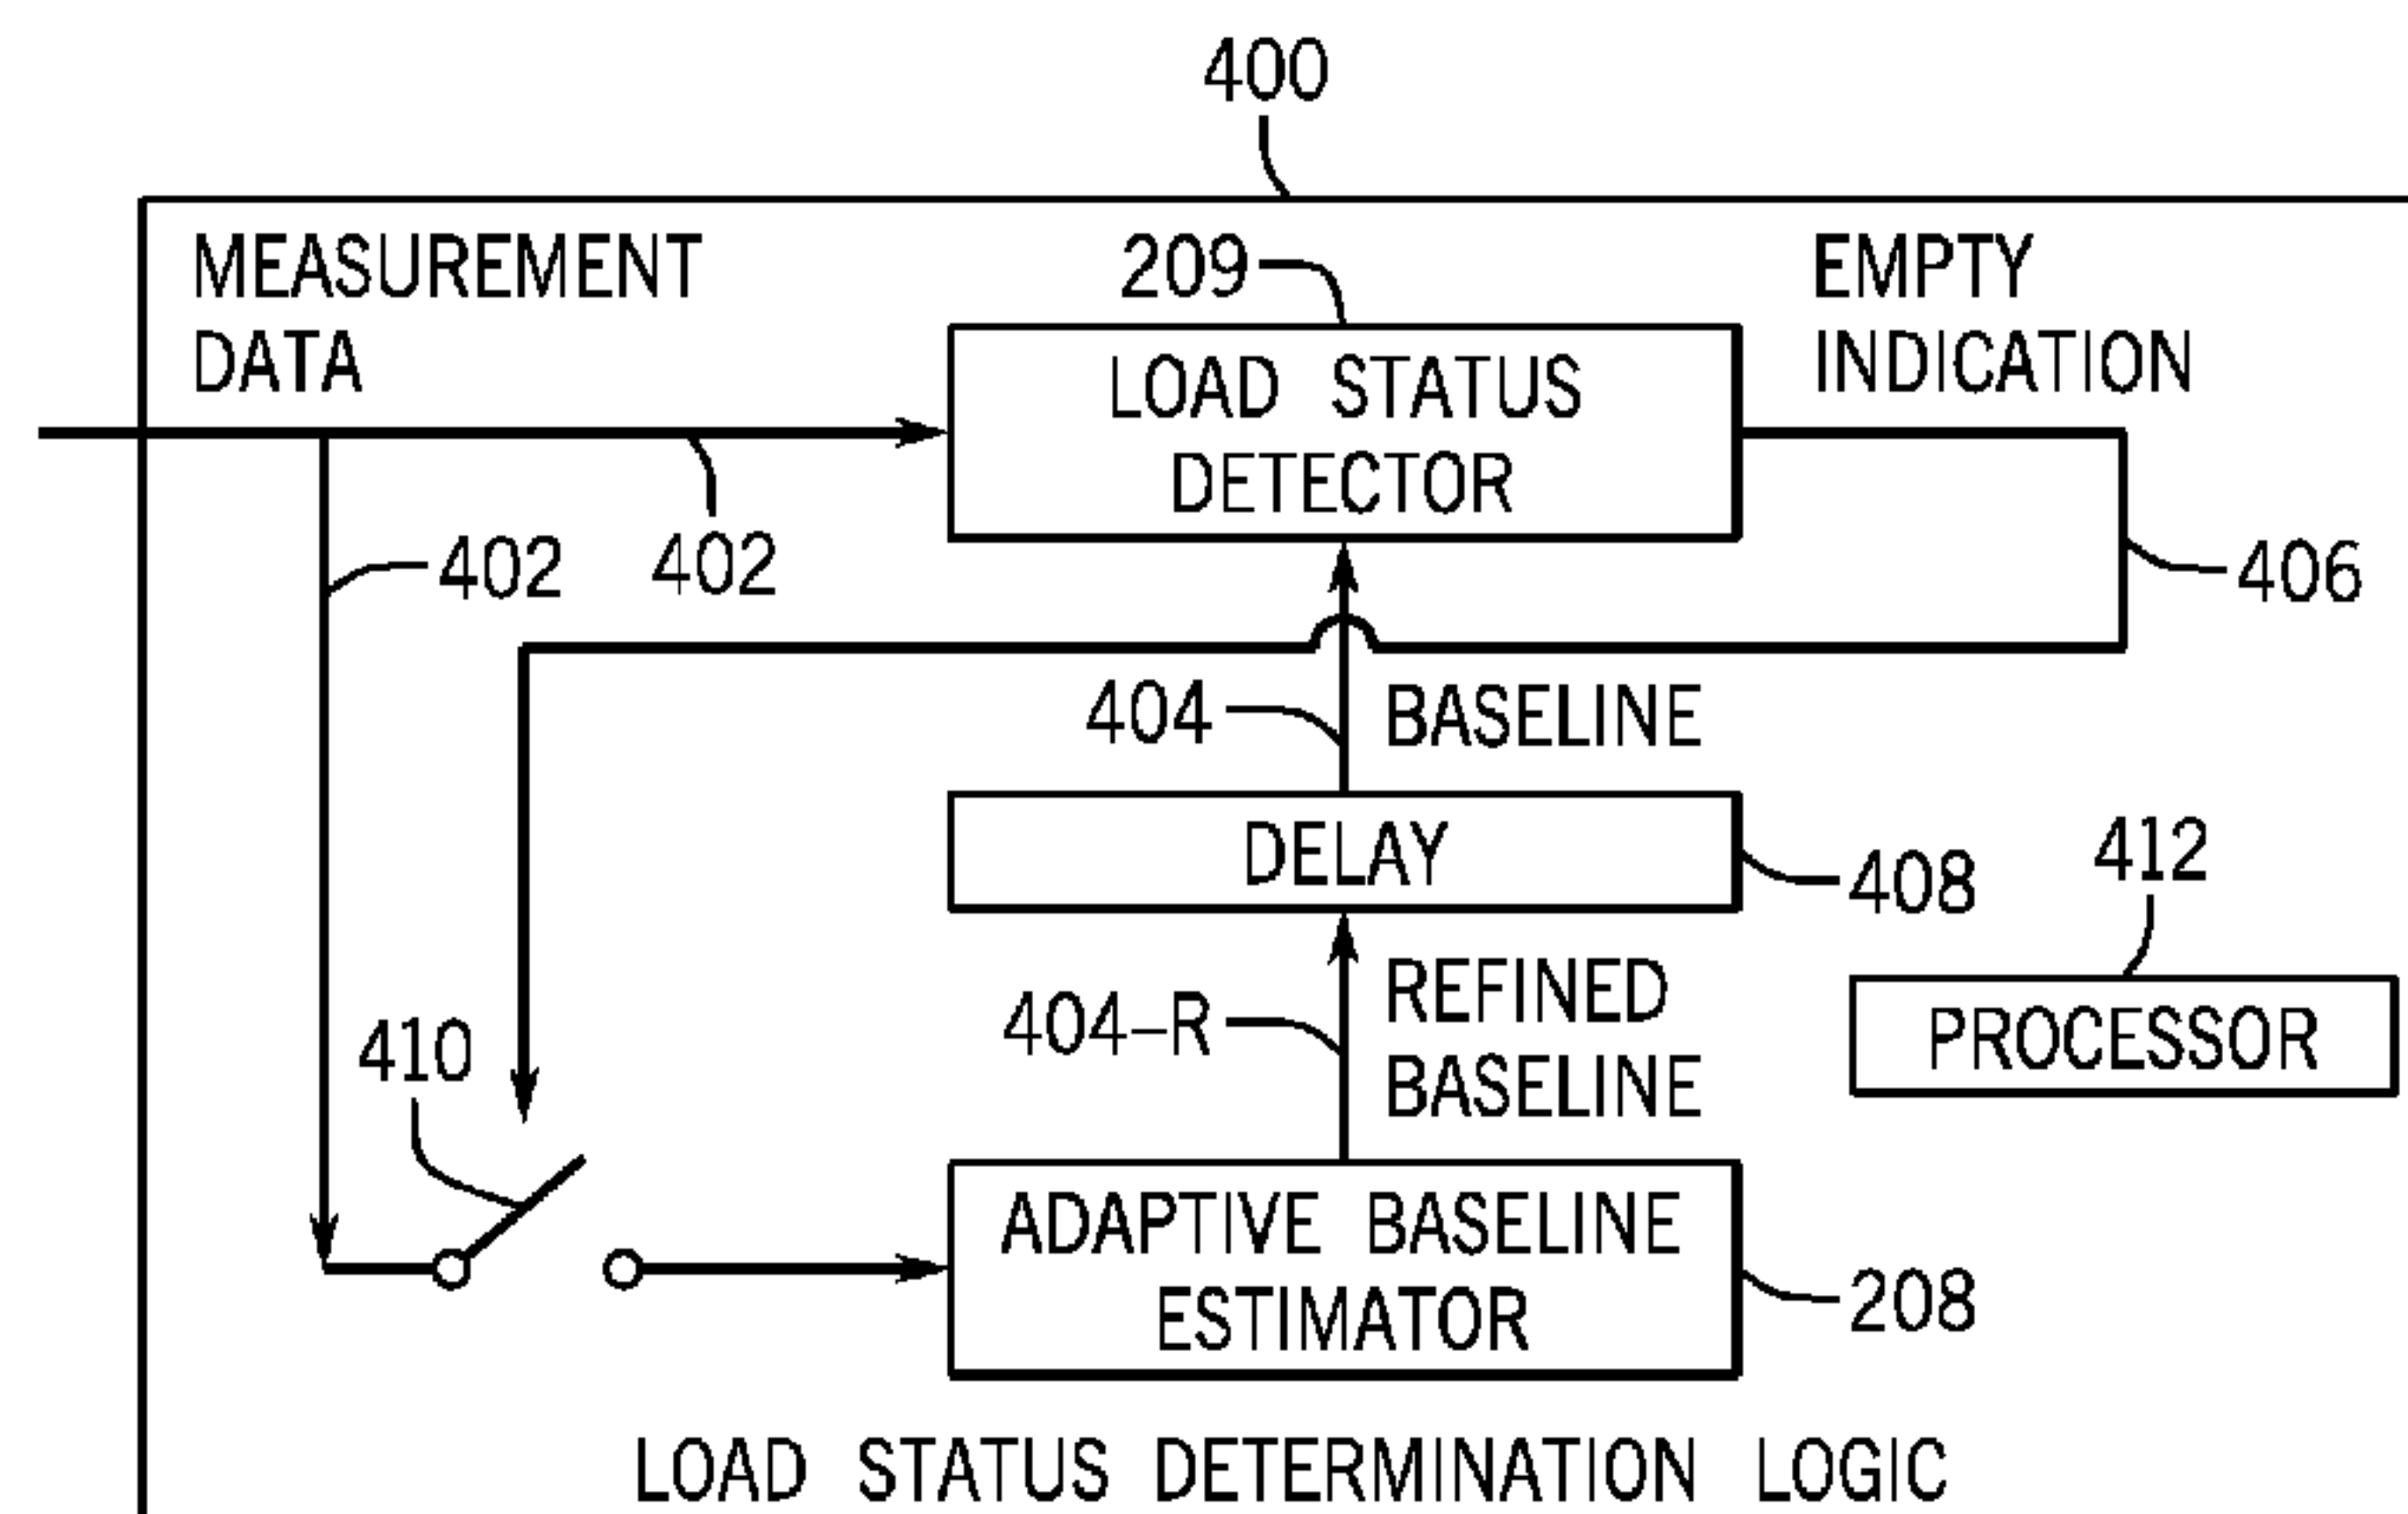 400
MEASUREMENT
DATA
209
EMPTY
INDICATION
LOAD STATUS
DETECTOR
402
402
406
404
BASELINE
DELAY
408
412
404-R
REFINED
BASELINE
PROCESSOR
410
ADAPTIVE BASELINE
ESTIMATOR
208
LOAD STATUS DETERMINATION LOGIC